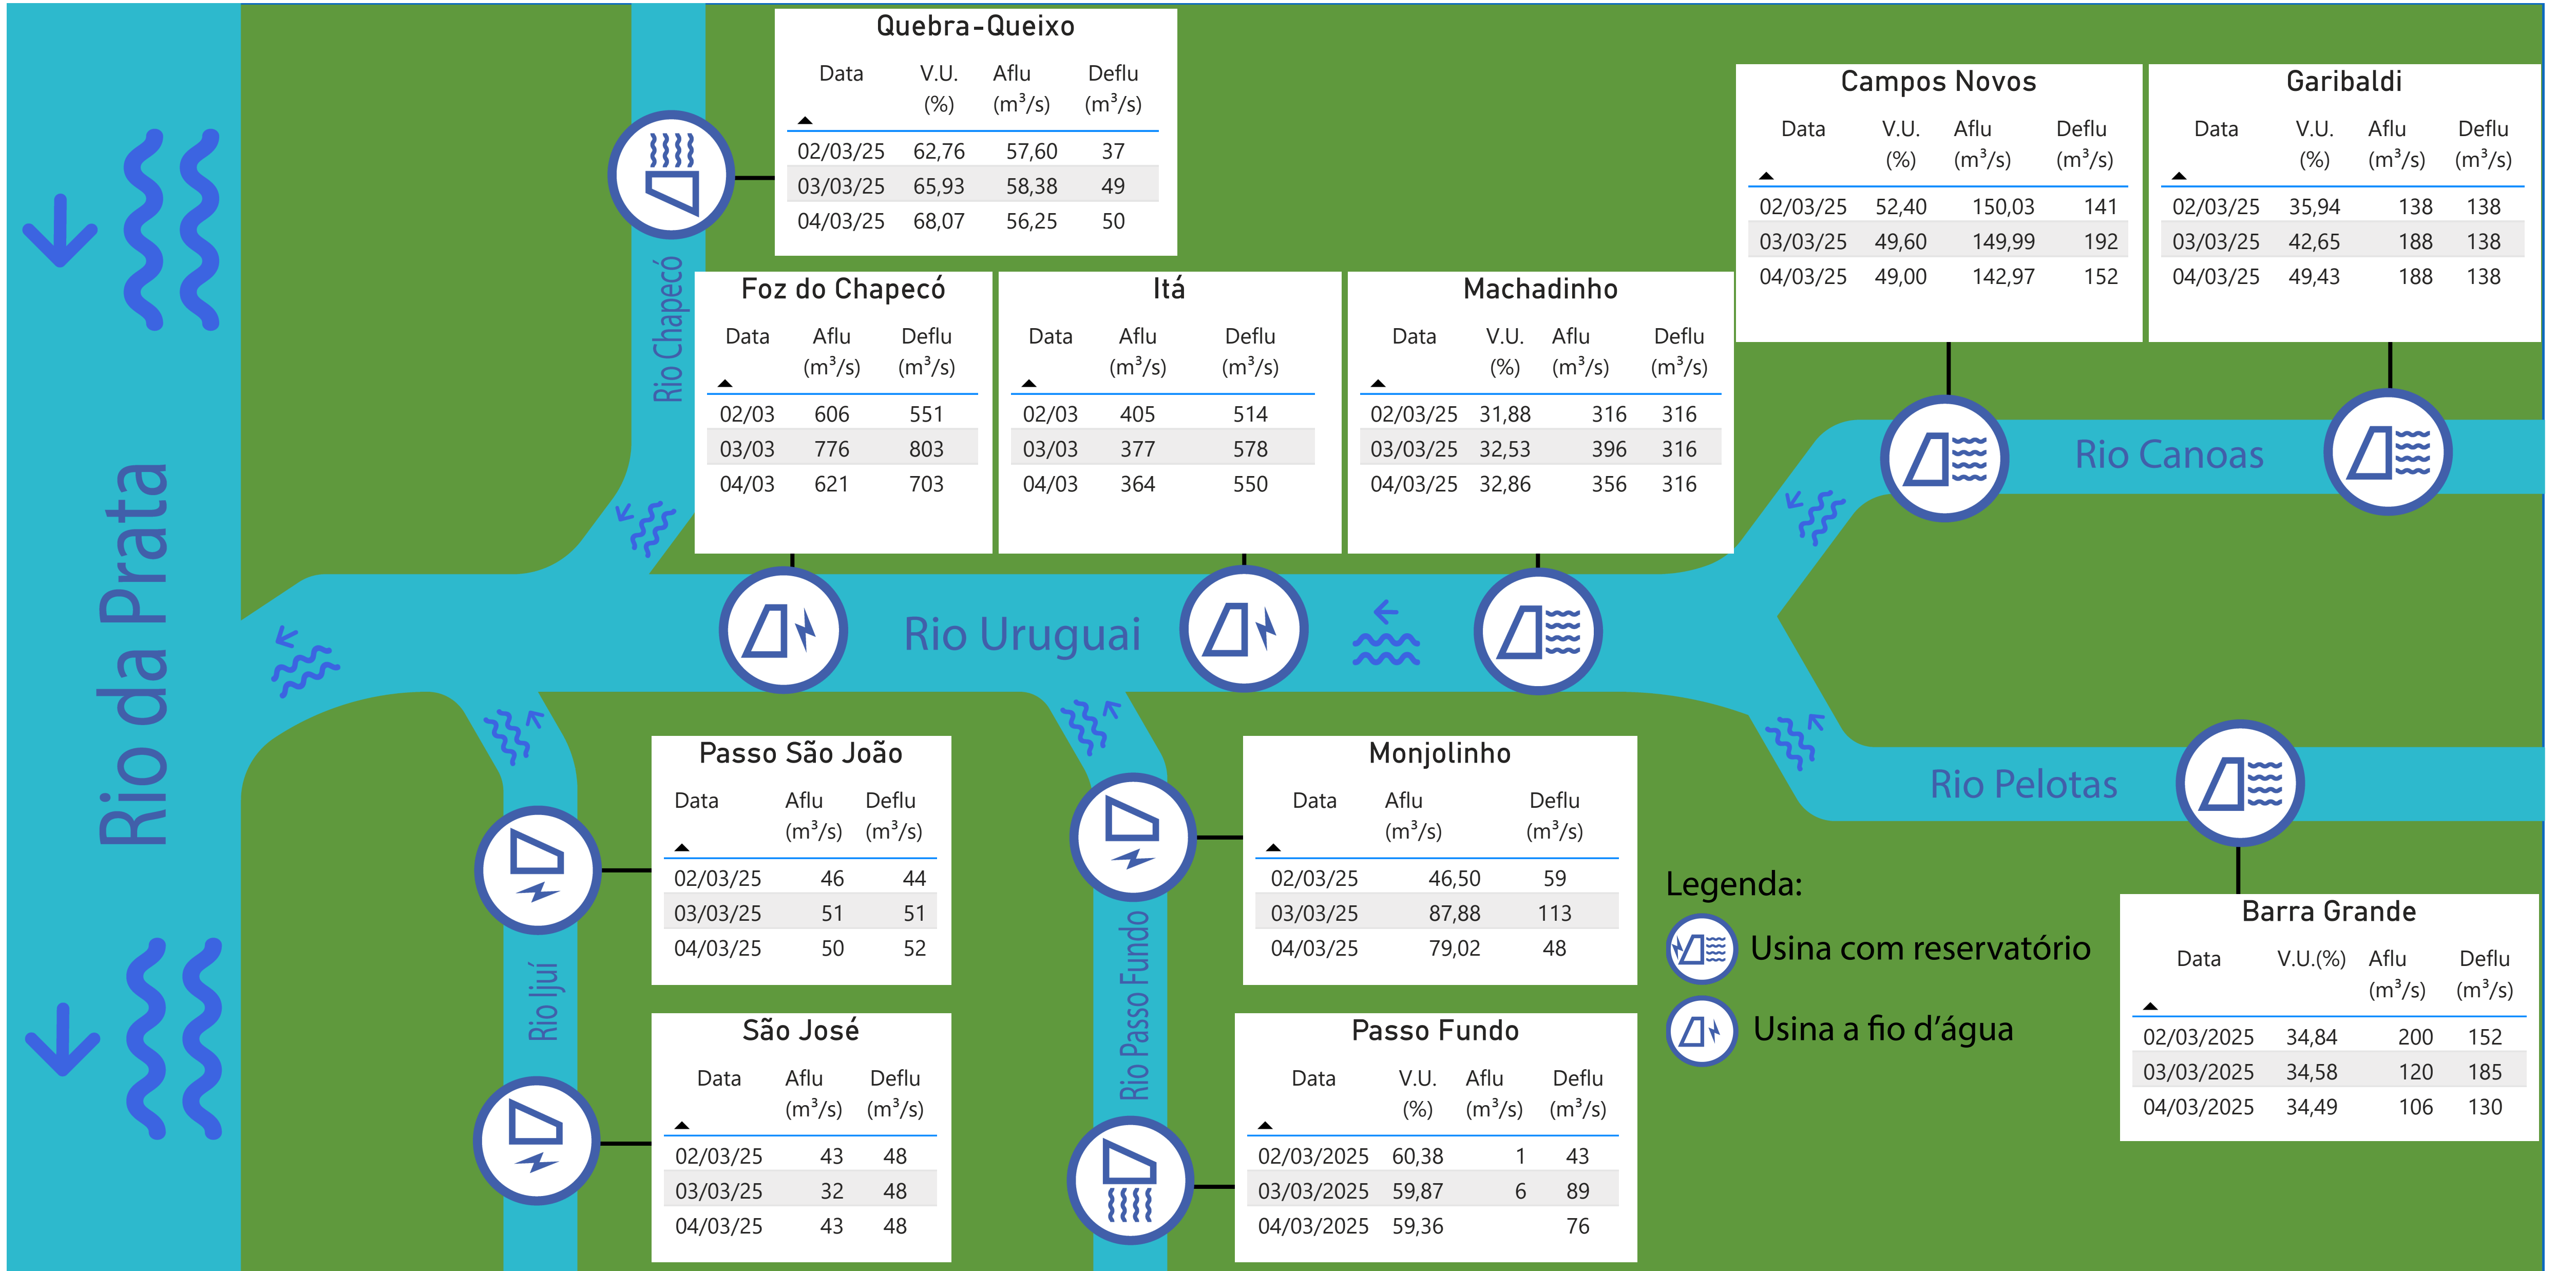 Quebra-Queixo
Data V.U. (%) Aflu (m³/s) Deflu (m³/s)
02/03/25 62,76 57,60 37
03/03/25 65,93 58,38 49
04/03/25 68,07 56,25 50
Campos Novos
Data V.U. (%) Aflu (m³/s) Deflu (m³/s)
02/03/25 52,40 150,03 141
03/03/25 49,60 149,99 192
04/03/25 49,00 142,97 152
Garibaldi
Data V.U. (%) Aflu (m³/s) Deflu (m³/s)
02/03/25 35,94 138 138
03/03/25 42,65 188 138
04/03/25 49,43 188 138
Rio Chapecó
Foz do Chapecó
Data Aflu (m³/s) Deflu (m³/s)
02/03 606 551
03/03 776 803
04/03 621 703
Itá
Data Aflu (m³/s) Deflu (m³/s)
02/03 405 514
03/03 377 578
04/03 364 550
Machadinho
Data V.U. (%) Aflu (m³/s) Deflu (m³/s)
02/03/25 31,88 316 316
03/03/25 32,53 396 316
04/03/25 32,86 356 316
Rio Canoas
Rio da Prata
Rio Uruguai
Rio Pelotas
Passo São João
Data Aflu (m³/s) Deflu (m³/s)
02/03/25 46 44
03/03/25 51 51
04/03/25 50 52
Monjolinho
Data Aflu (m³/s) Deflu (m³/s)
02/03/25 46,50 59
03/03/25 87,88 113
04/03/25 79,02 48
Rio Ijuí
Rio Passo Fundo
São José
Data Aflu (m³/s) Deflu (m³/s)
02/03/25 43 48
03/03/25 32 48
04/03/25 43 48
Passo Fundo
Data V.U. (%) Aflu (m³/s) Deflu (m³/s)
02/03/2025 60,38 1 43
03/03/2025 59,87 6 89
04/03/2025 59,36 76
Legenda:
Usina com reservatório
Usina a fio d’água
Barra Grande
Data V.U.(%) Aflu (m³/s) Deflu (m³/s)
02/03/2025 34,84 200 152
03/03/2025 34,58 120 185
04/03/2025 34,49 106 130